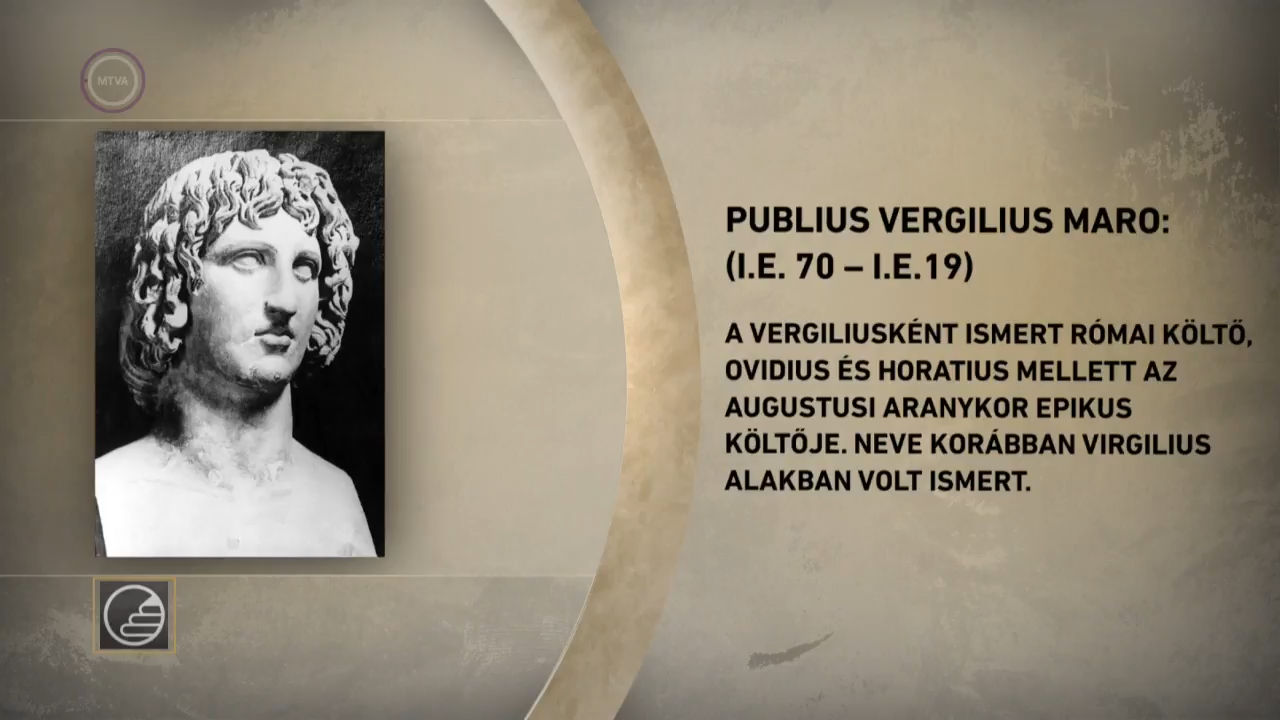 MTVA
PUBLIUS VERGILIUS MARO:
(I.E. 70 – I.E.19)
A VERGILIUSKÉNT ISMERT RÓMAI KÖLTŐ,
OVIDIUS ÉS HORATIUS MELLETT AZ
AUGUSTUSI ARANYKOR EPIKUS
KÖLTŐJE. NEVE KORÁBBAN VIRGILIUS
ALAKBAN VOLT ISMERT.